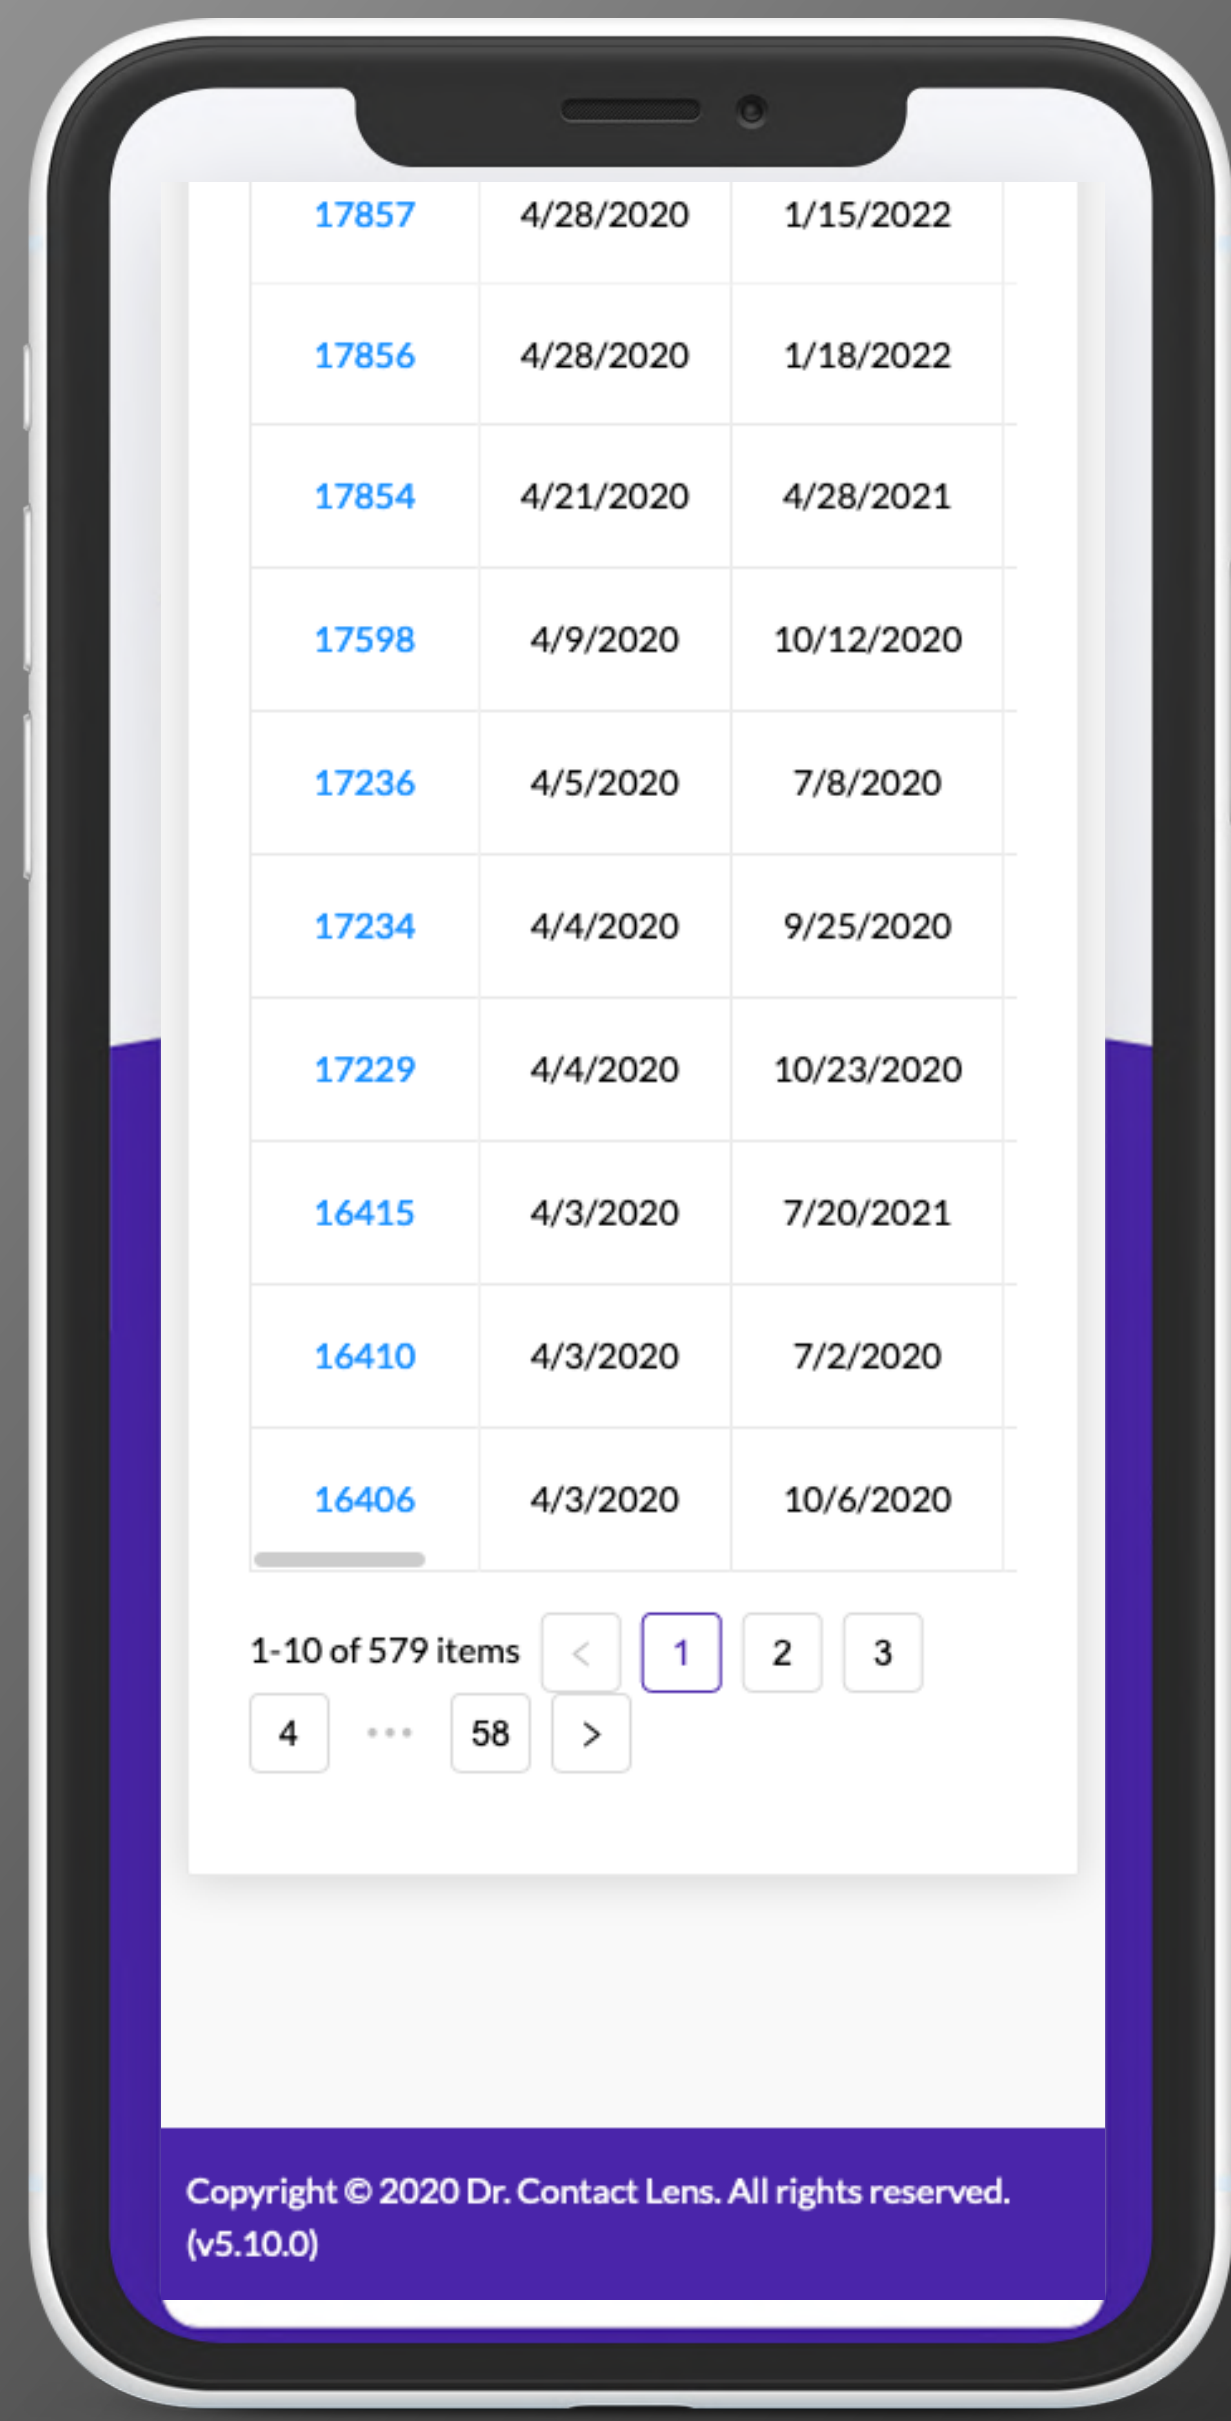 17857 4/28/2020 1/15/2022
17856 4/28/2020 1/18/2022
17854 4/21/2020 4/28/2021
17598 4/9/2020 10/12/2020
17236 4/5/2020 7/8/2020
17234 4/4/2020 9/25/2020
17229 4/4/2020 10/23/2020
16415 4/3/2020 7/20/2021
16410 4/3/2020 7/2/2020
16406 4/3/2020 10/6/2020
1-10 of 579 items < 1 2 3
4 ••• 58 >
Copyright © 2020 Dr. Contact Lens. All rights reserved.
(v5.10.0)